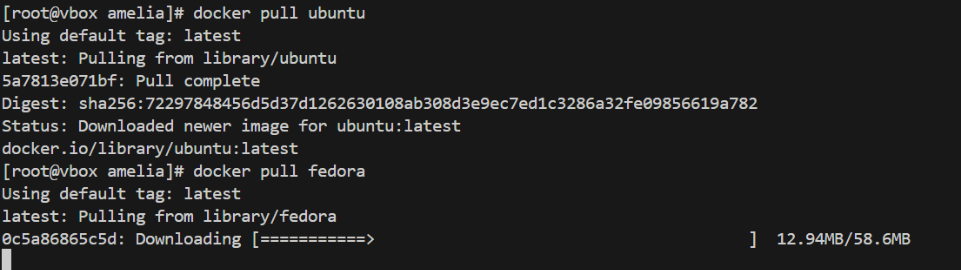 [root@vbox amelia]# docker pull ubuntu
Using default tag: latest
latest: Pulling from library/ubuntu
5a7813e071bf: Pull complete
Digest: sha256:72297848456d5d37d1262630108ab308d3e9ec7ed1c3286a32fe09856619a782
Status: Downloaded newer image for ubuntu:latest
docker.io/library/ubuntu:latest
[root@vbox amelia]# docker pull fedora
Using default tag: latest
latest: Pulling from library/fedora
0c5a86865c5d: Downloading [===========>                                       ]  12.94MB/58.6MB